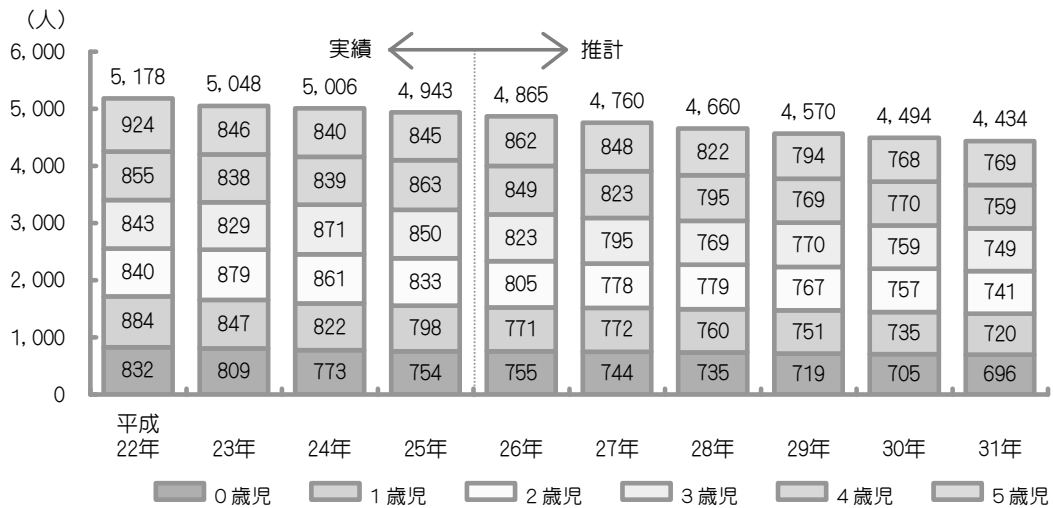 （人）
6,000
5,000
4,000
3,000
2,000
1,000
0
実績 推計
5,178 5,048 5,006 4,943 4,865 4,760 4,660 4,570 4,494 4,434
924 846 840 845 862 848 822 794 768 769
855 838 839 863 849 823 795 769 770 759
843 829 871 850 823 795 769 770 759 749
840 879 861 833 805 778 779 767 757 741
884 847 822 798 771 772 760 751 735 720
832 809 773 754 755 744 735 719 705 696
平成
22年 23年 24年 25年 26年 27年 28年 29年 30年 31年
０歳児 １歳児 ２歳児 ３歳児 ４歳児 ５歳児